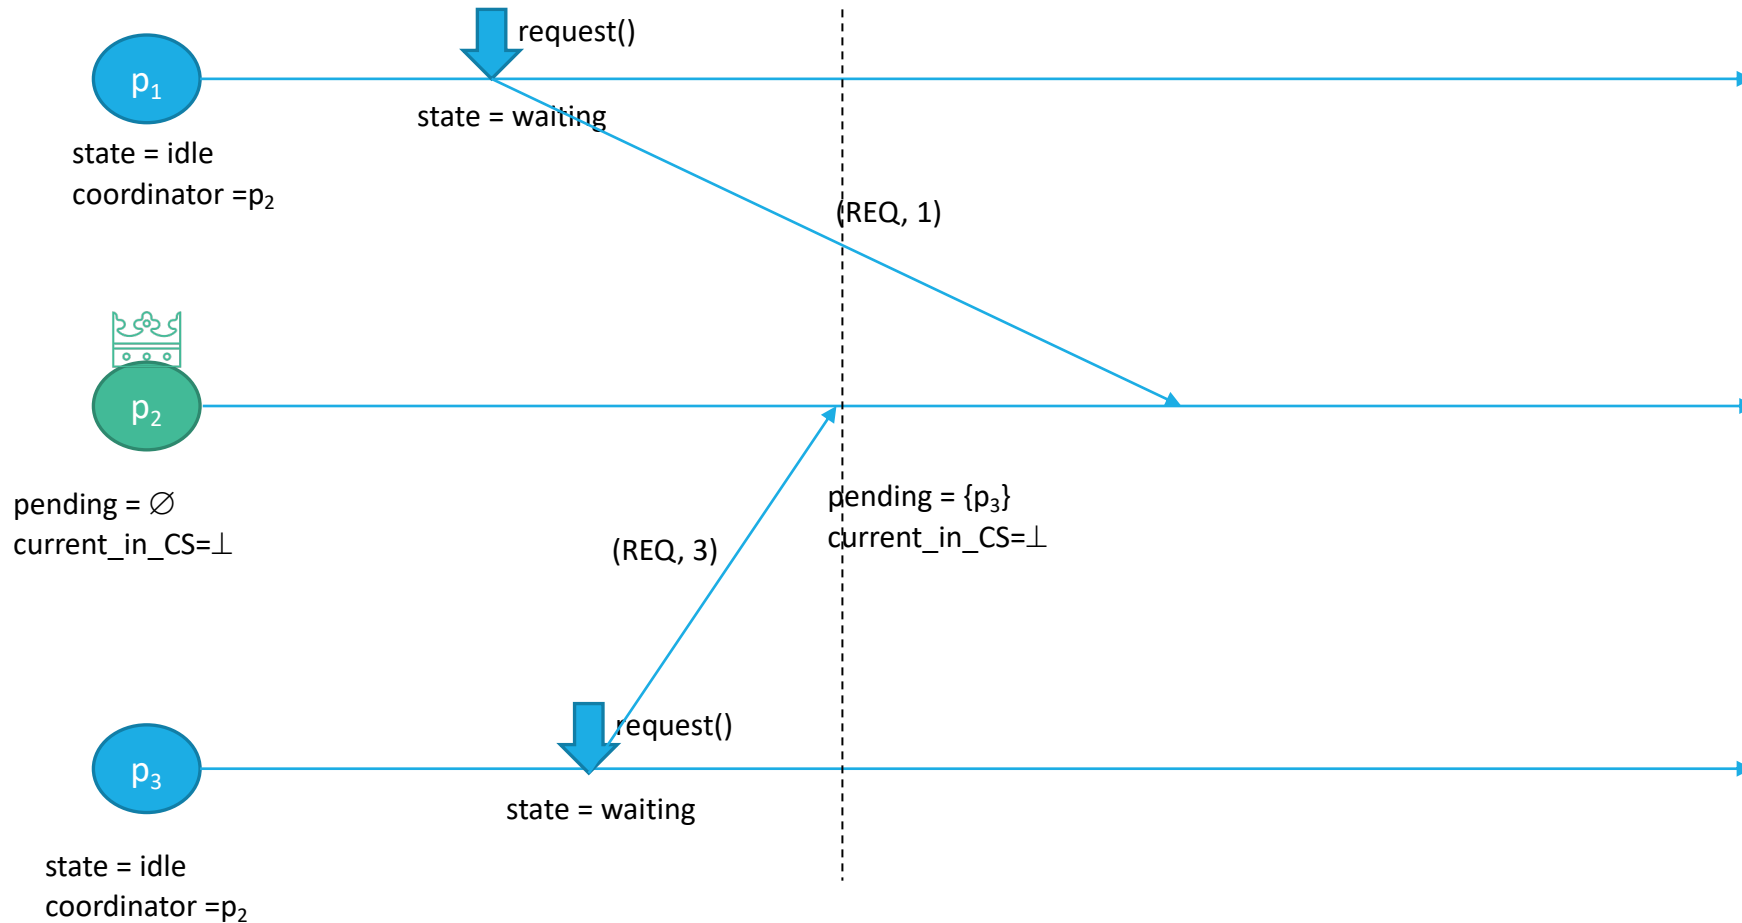 request()
p₁
state = waiting
state = idle
coordinator =p₂
(REQ, 1)
p₂
pending = ∅
current_in_CS=⊥
pending = {p₃}
current_in_CS=⊥
(REQ, 3)
request()
p₃
state = waiting
state = idle
coordinator =p₂